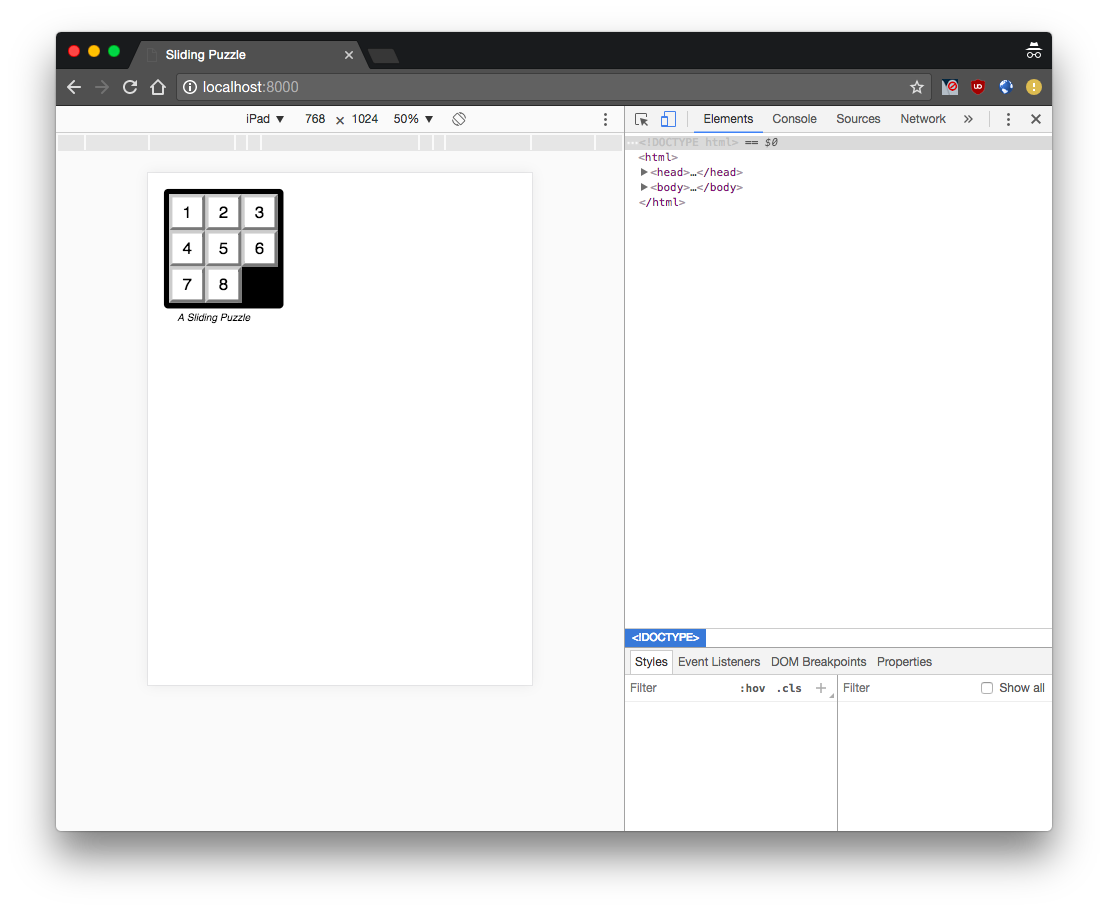 Sliding Puzzle
localhost:8000
UD
iPad 768 × 1024 50%
Elements Console Sources Network »
…<!DOCTYPE html> == $0
<html>
<head>…</head>
<body>…</body>
</html>
1 2 3
4 5 6
7 8
A Sliding Puzzle
<!DOCTYPE>
Styles Event Listeners DOM Breakpoints Properties
Filter :hov .cls + Filter Show all